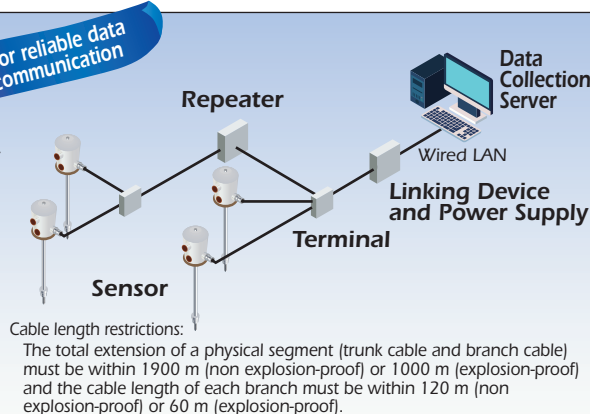 or reliable data
communication
Data
Collection
Server
Repeater
Wired LAN
Linking Device
and Power Supply
Terminal
Sensor
Cable length restrictions:
The total extension of a physical segment (trunk cable and branch cable)
must be within 1900 m (non explosion-proof) or 1000 m (explosion-proof)
and the cable length of each branch must be within 120 m (non
explosion-proof) or 60 m (explosion-proof).